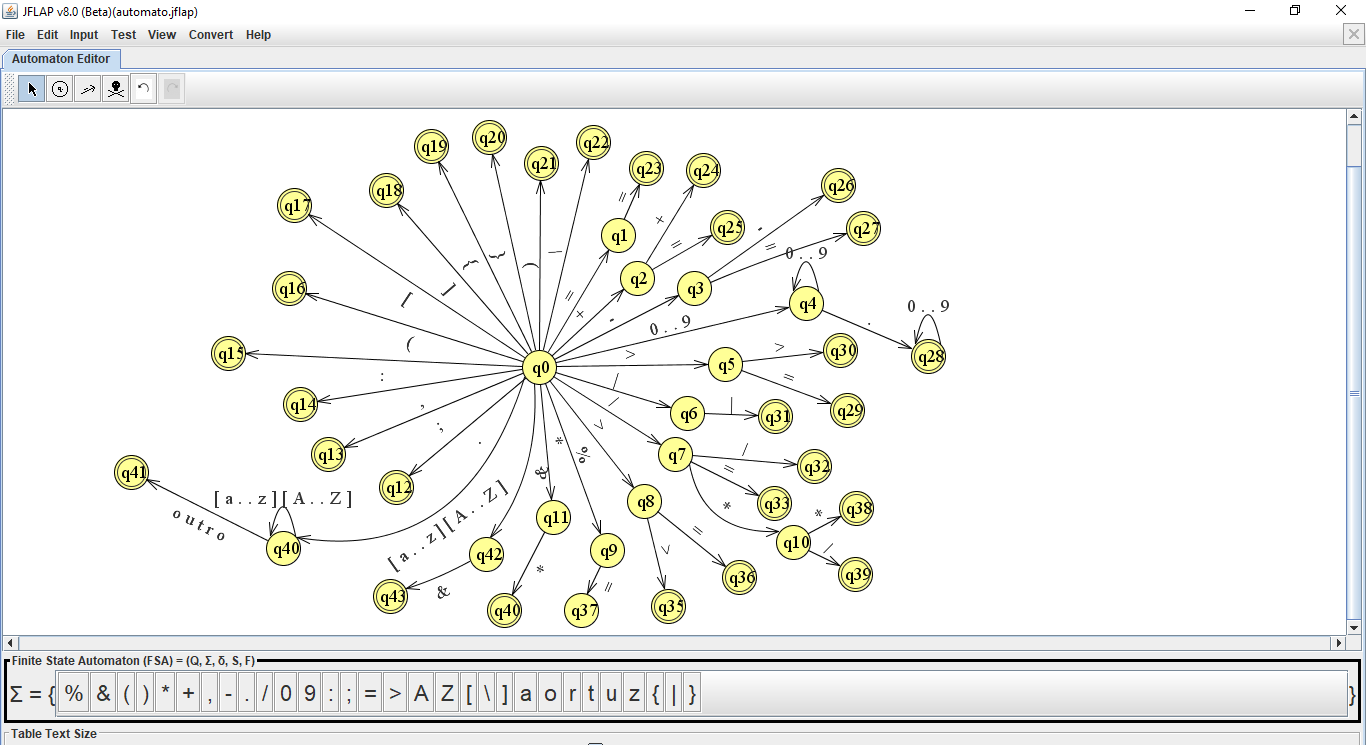 JFLAP v8.0 (Beta)(automato.jflap)
File Edit Input Test View Convert Help
Automaton Editor
q20
q22
q19
q21
q23
q24
q18
q26
q17
=
+
-
q25
q27
q1
=
=
}
{
)
0 . . 9
q2
q16
]
[
=
+
-
q3
q4
0 . . 9
0 . . 9
.
(
>
>
q30
q15
q28
q0
q5
:
=
q14
,
;
.
/
q6
|
q31
q29
q13
*
%
q7
/
q32
=
q41
&
q12
[ a . . z ] [ A . . Z ]
[ a . . z ] [ A . . Z ]
q8
*
q33
*
q38
o u t r o
q11
=
q10
/
q40
q42
q9
q39
*
=
q36
q43
&
q40
q37
q35
Finite State Automaton (FSA) = (Q, Σ, δ, S, F)
Σ = { % & ( ) * + , - . / 0 9 : ; = > A Z [ \ ] a o r t u z { | } }
Table Text Size